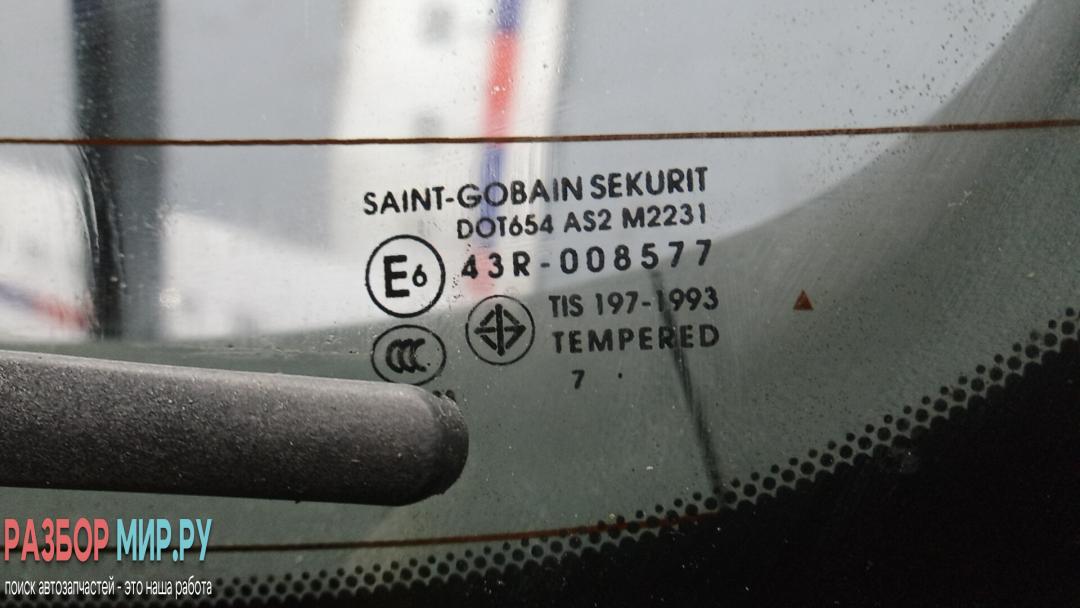 SAINT-GOBAIN SEKURIT
DOT654 AS2 M2231
E6 43R-008577
TIS 197-1993
CCC
TEMPERED
7 .
РАЗБОР МИР.РУ
поиск автозапчастей - это наша работа